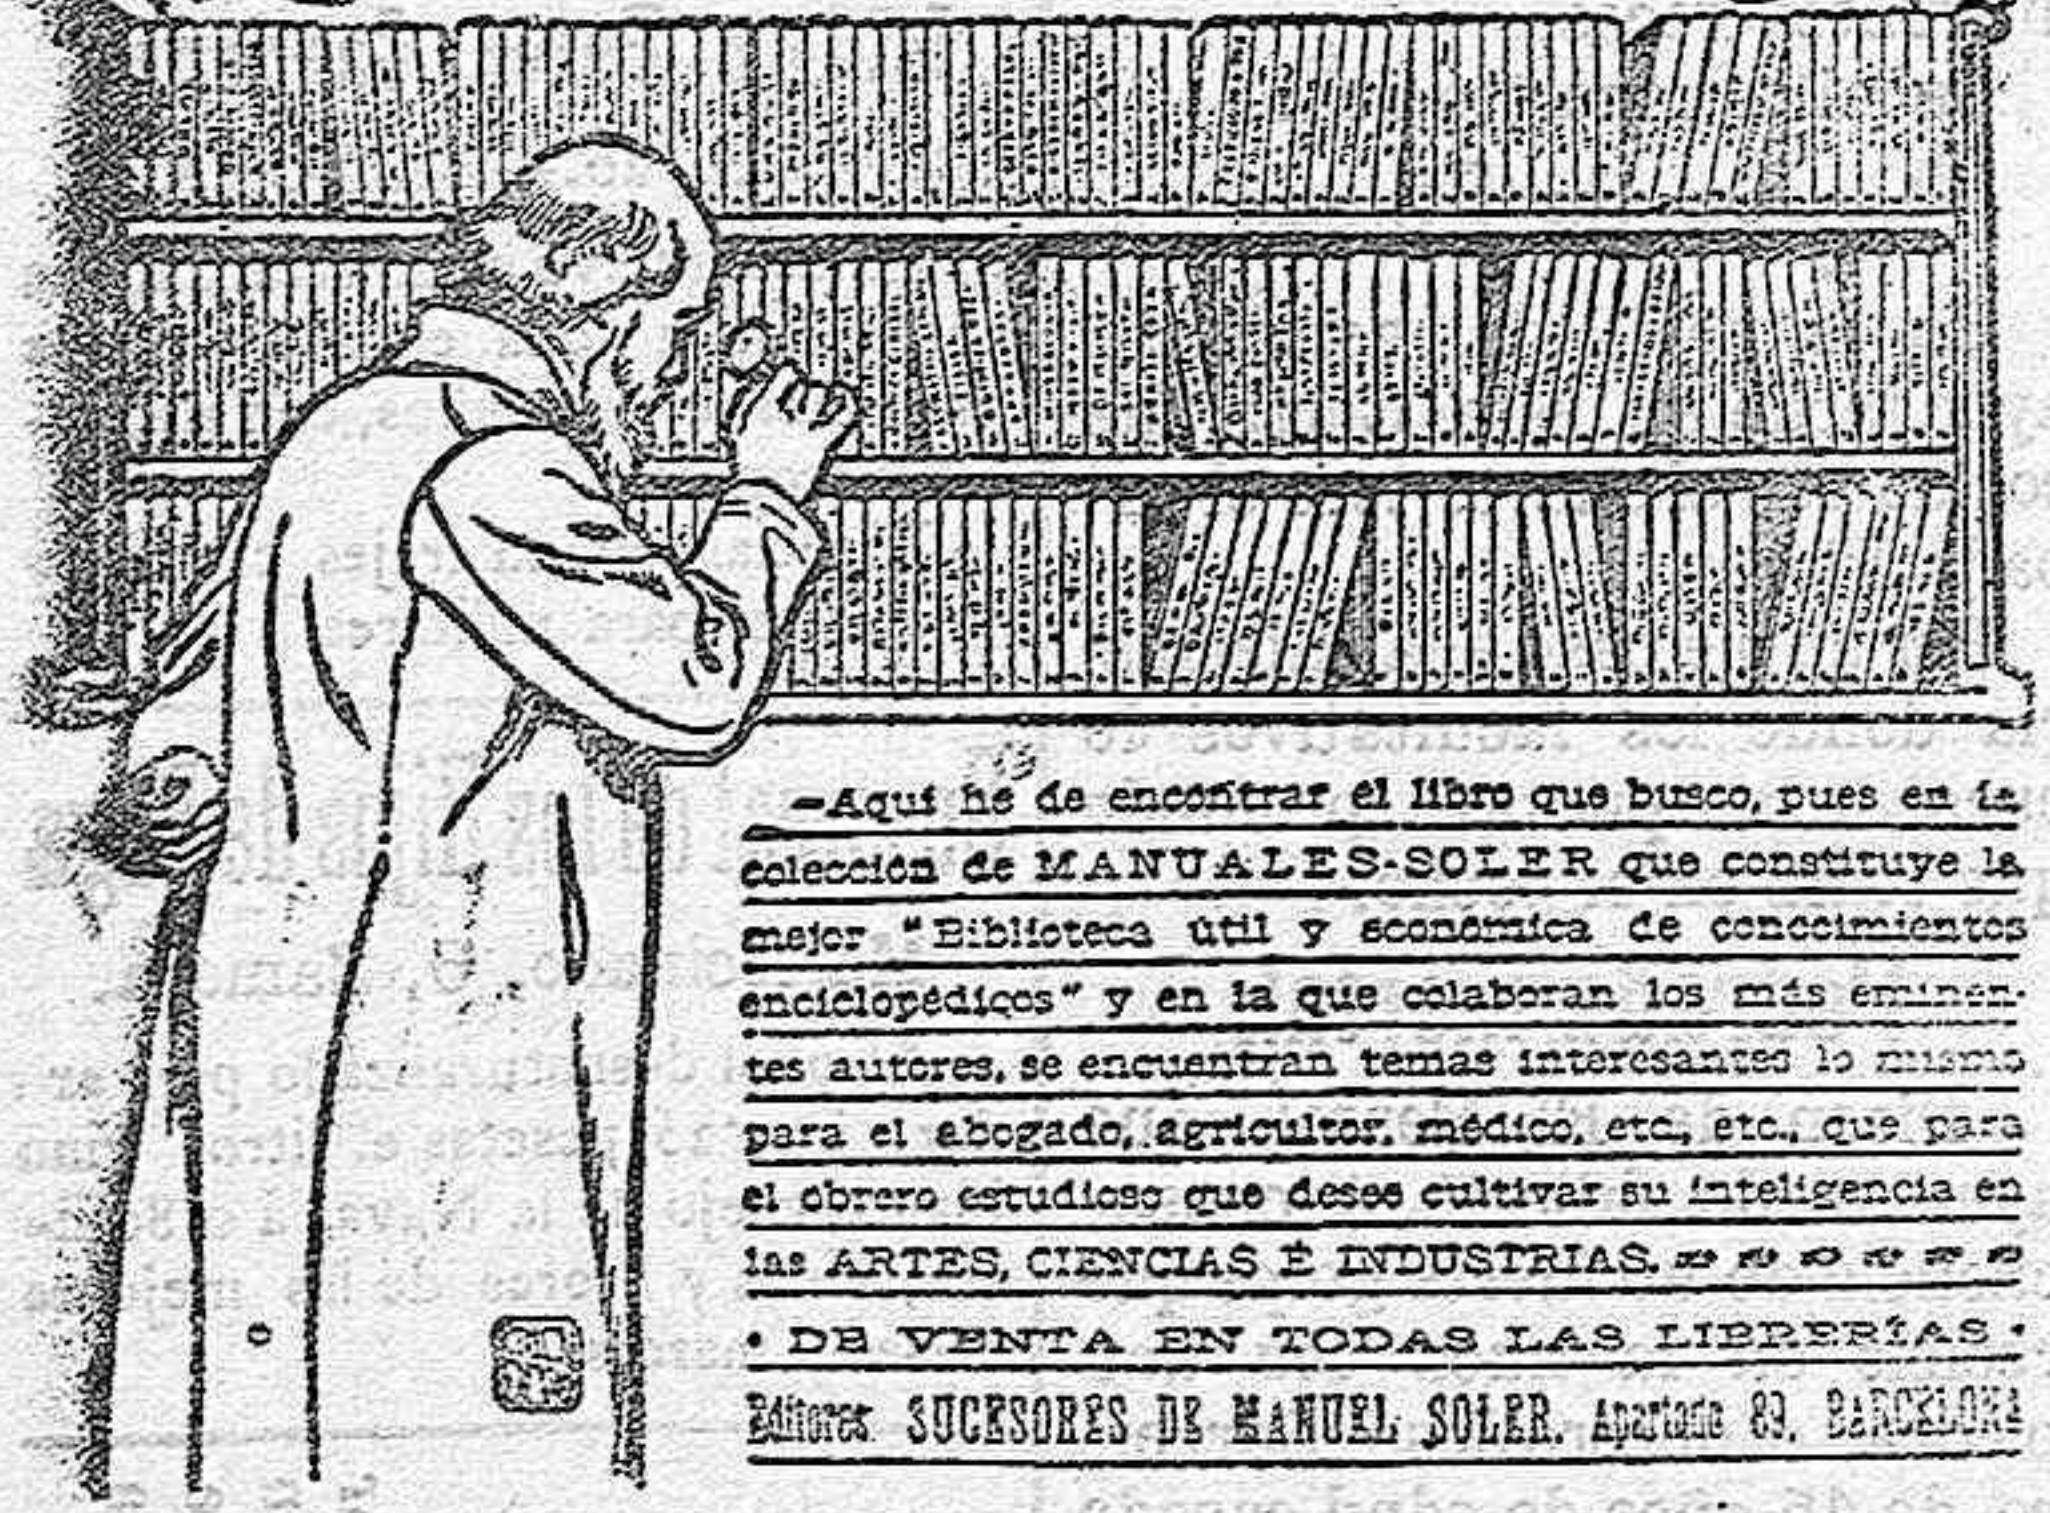 —Aquí he de encontrar el libro que busco, pues en la
colección de MANUALES-SOLER que constituye la
mejor "Biblioteca útil y económica de conocimientos
enciclopédicos" y en la que colaboran los más eminen-
tes autores, se encuentran temas interesantes lo mismo
para el abogado, agricultor, médico, etc., etc., que para
el obrero estudioso que desee cultivar su inteligencia en
las ARTES, CIENCIAS É INDUSTRIAS.
• DE VENTA EN TODAS LAS LIBRERÍAS •
Editores: SUCESORES DE MANUEL SOLER. Apartado 89. BARCELONA